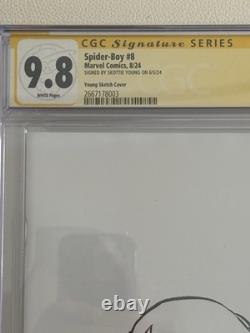 CGC Signature SERIES
9.8
WHITE Pages
Spider-Boy #8
Marvel Comics, 8/24
SIGNED BY SKOTTIE YOUNG ON 6/5/24
Young Sketch Cover
2667178003